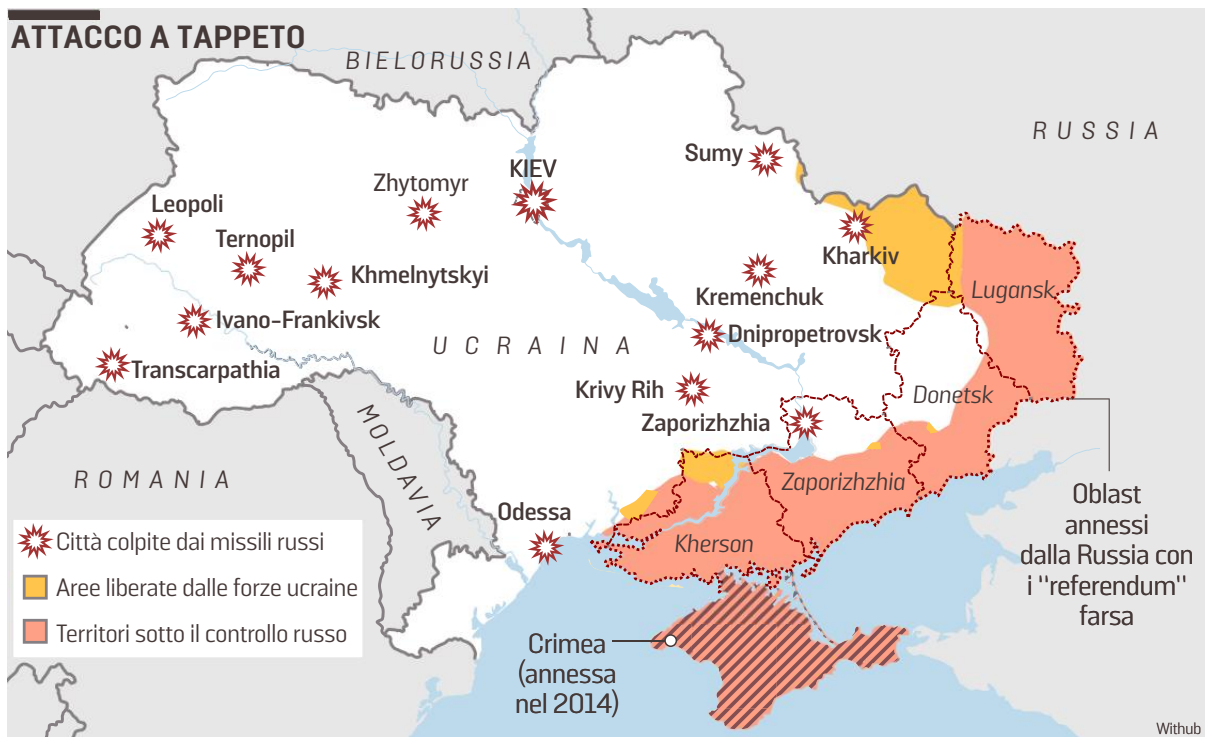 ATTACCO A TAPPETO
BIELORUSSIA
RUSSIA
Sumy
KIEV
Zhytomyr
Leopoli
Ternopil
Kharkiv
Khmelnytskyi
Kremenchuk
Lugansk
Ivano-Frankivsk
Dnipropetrovsk
UCRAINA
Transcarpathia
Krivy Rih
Donetsk
Zaporizhzhia
MOLDAVIA
ROMANIA
Zaporizhzhia
Odessa
Kherson
Oblast
annessi
dalla Russia con
i "referendum"
farsa
Città colpite dai missili russi
Aree liberate dalle forze ucraine
Territori sotto il controllo russo
Crimea
(annessa
nel 2014)
Withub